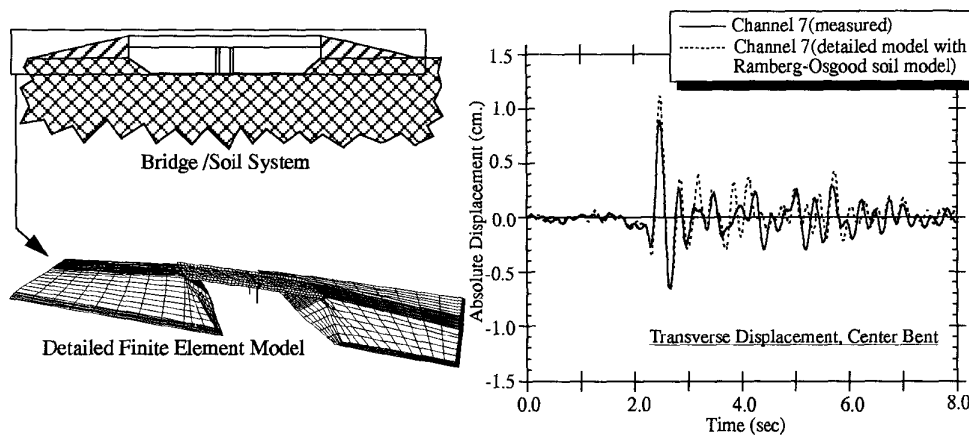 Bridge /Soil System
Detailed Finite Element Model
Channel 7(measured)
Channel 7(detailed model with
Ramberg-Osgood soil model)
Absolute Displacement (cm.)
1.5
1.0
0.5
0.0
-0.5
-1.0
-1.5
Transverse Displacement, Center Bent
0.0 2.0 4.0 6.0 8.0
Time (sec)